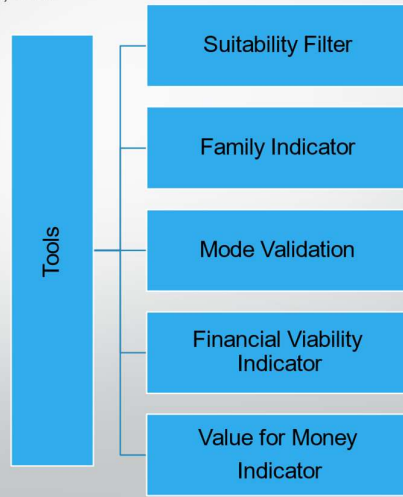 Tools
Suitability Filter
Family Indicator
Mode Validation
Financial Viability
Indicator
Value for Money
Indicator